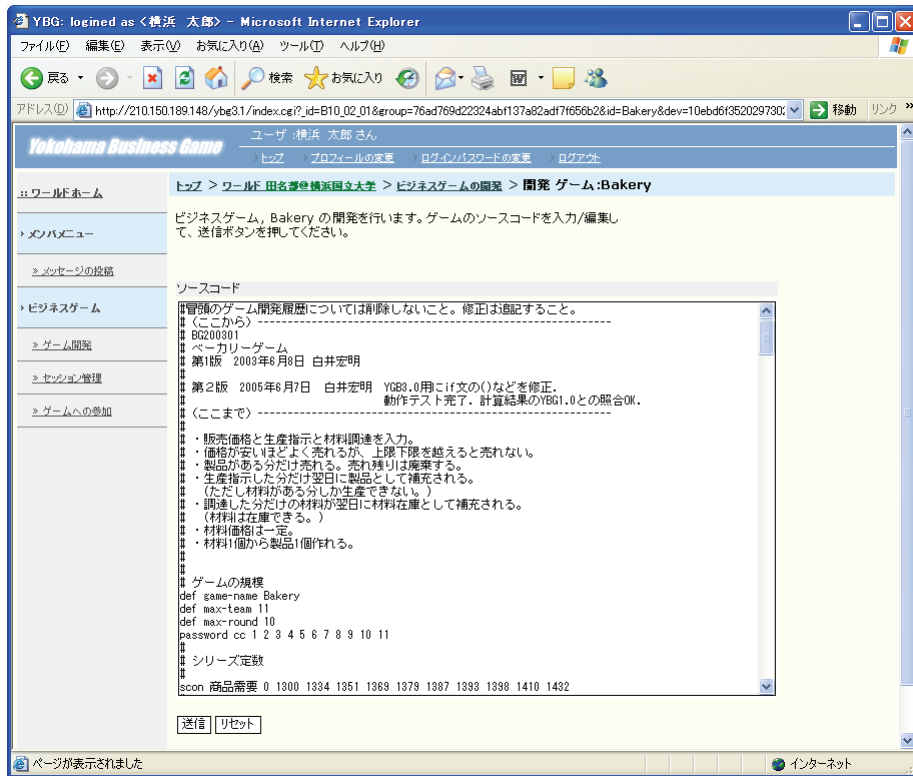 YBG: logined as <横浜 太郎> - Microsoft Internet Explorer
ファイル(F) 編集(E) 表示(V) お気に入り(A) ツール(T) ヘルプ(H)
戻る 検索 お気に入り
アドレス(D) http://210.150.189.148/ybg3.1/index.cgi?_id=B10_02_01&group=76ad769d22324abf137a82adf7f656b2&id=Bakery&dev=10ebd6f352029730 移動 リンク »
Yokohama Business Game
ユーザ :横浜 太郎 さん
› トップ › プロフィールの変更 › ログインパスワードの変更 › ログアウト
:: ワールドホーム
› メンバメニュー
» メッセージの投稿
› ビジネスゲーム
» ゲーム開発
» セッション管理
» ゲームへの参加
トップ > ワールド 田名部@横浜国立大学 > ビジネスゲームの開発 > 開発 ゲーム:Bakery
ビジネスゲーム, Bakery の開発を行います。ゲームのソースコードを入力/編集し
て、送信ボタンを押してください。
ソースコード
#冒頭のゲーム開発履歴については削除しないこと。修正は追記すること。
# (ここから) -----------------------------------------------------------
# BG200301
# ベーカリーゲーム
# 第1版 2003年6月8日 白井宏明
#
# 第2版 2005年6月7日 白井宏明 YGB3.0用にif文の()などを修正.
# 動作テスト完了. 計算結果のYBG1.0との照合OK.
# (ここまで) -----------------------------------------------------------
#
# ・販売価格と生産指示と材料調達を入力。
# ・価格が安いほどよく売れるが、上限下限を越えると売れない。
# ・製品がある分だけ売れる。売れ残りは廃棄する。
# ・生産指示した分だけ翌日に製品として補充される。
# (ただし材料がある分しか生産できない。)
# ・調達した分だけの材料が翌日に材料在庫として補充される。
# (材料は在庫できる。)
# ・材料価格は一定。
# ・材料1個から製品1個作れる。
#
#
# ゲームの規模
def game-name Bakery
def max-team 11
def max-round 10
password cc 1 2 3 4 5 6 7 8 9 10 11
#
# シリーズ定数
#
scon 商品需要 0 1300 1334 1351 1369 1379 1387 1393 1398 1410 1432
送信 リセット
ページが表示されました インターネット